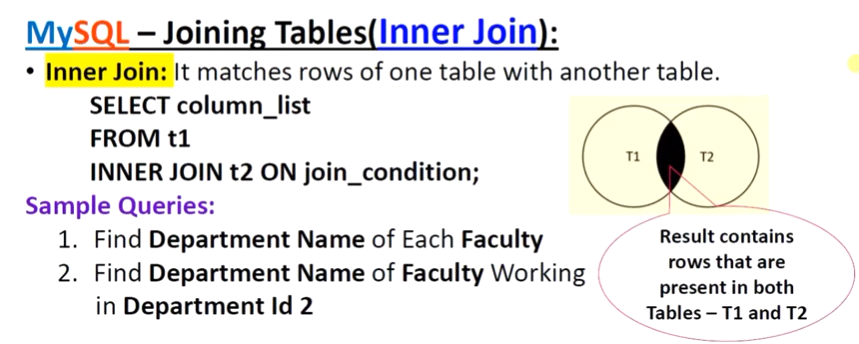 MySQL – Joining Tables(Inner Join):
• Inner Join: It matches rows of one table with another table.
SELECT column_list
FROM t1
INNER JOIN t2 ON join_condition;
T1 T2
Sample Queries:
1. Find Department Name of Each Faculty
2. Find Department Name of Faculty Working
in Department Id 2
Result contains
rows that are
present in both
Tables – T1 and T2